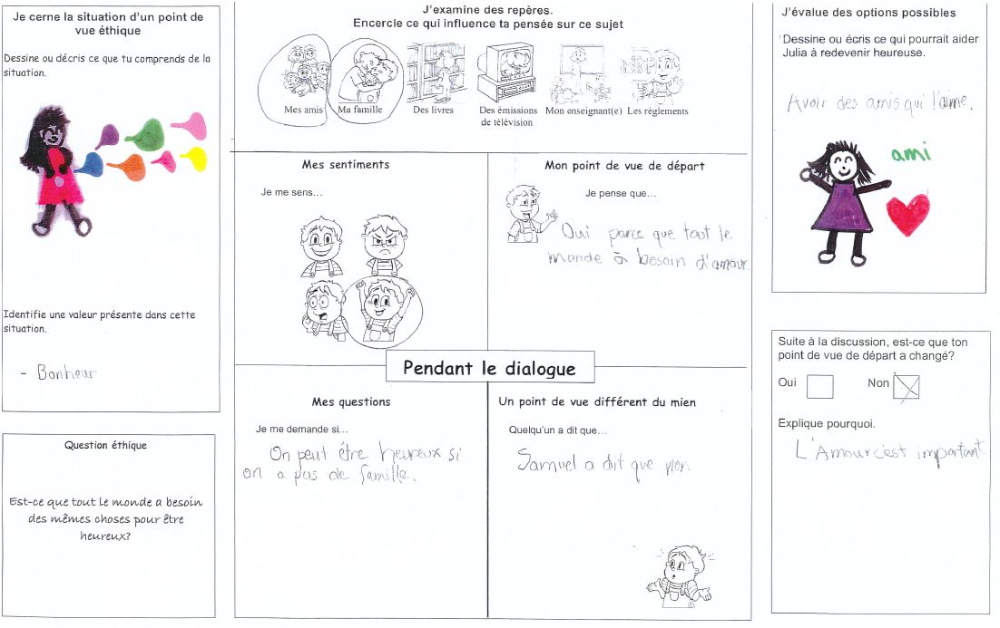 Je cerne la situation d'un point de
vue éthique
Dessine ou décris ce que tu comprends de la
situation.
Identifie une valeur présente dans cette
situation.
- Bonheur
Question éthique
Est-ce que tout le monde a besoin
des mêmes choses pour être
heureux?
J'examine des repères.
Encercle ce qui influence ta pensée sur ce sujet
Mes amis
Ma famille
Des livres
Des émissions
de télévision
Mon enseignant(e)
Les règlements
Mes sentiments
Je me sens...
Mon point de vue de départ
Je pense que...
Oui parce que tout le
monde à besoin d'amour.
Pendant le dialogue
Mes questions
Je me demande si...
On peut être heureux si
on a pas de famille.
Un point de vue différent du mien
Quelqu'un a dit que...
Samuel a dit que non
J'évalue des options possibles
Dessine ou écris ce qui pourrait aider
Julia à redevenir heureuse.
Avoir des amis qui l'aime.
ami
Suite à la discussion, est-ce que ton
point de vue de départ a changé?
Oui
Non
Explique pourquoi.
L'Amour c'est important